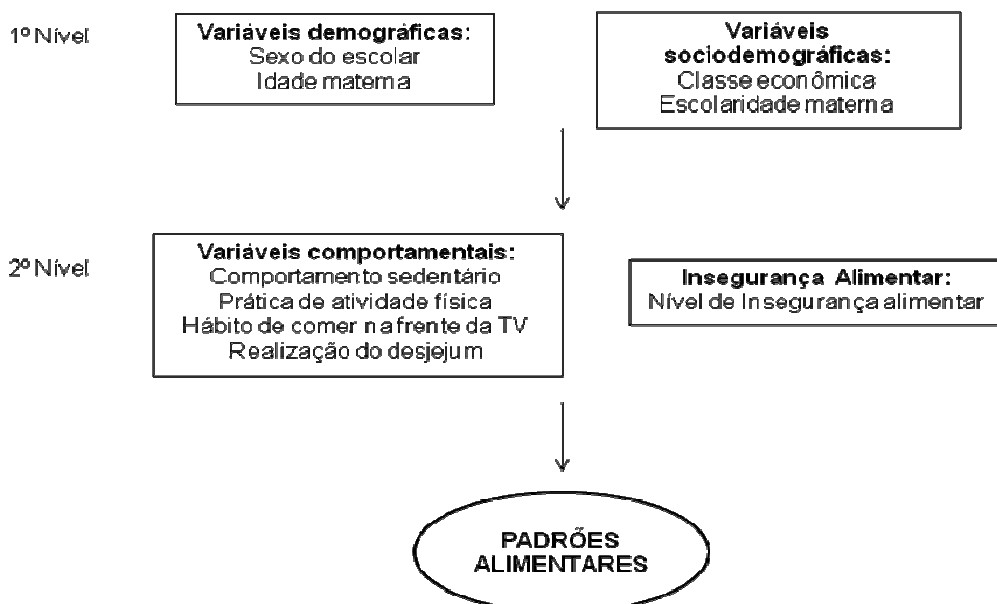 1º Nível
Variáveis demográficas:
Sexo do escolar
Idade materna
Variáveis
sociodemográficas:
Classe econômica
Escolaridade materna
2º Nível
Variáveis comportamentais:
Comportamento sedentário
Prática de atividade física
Hábito de comer na frente da TV
Realização do desjejum
Insegurança Alimentar:
Nível de Insegurança alimentar
PADRÕES
ALIMENTARES